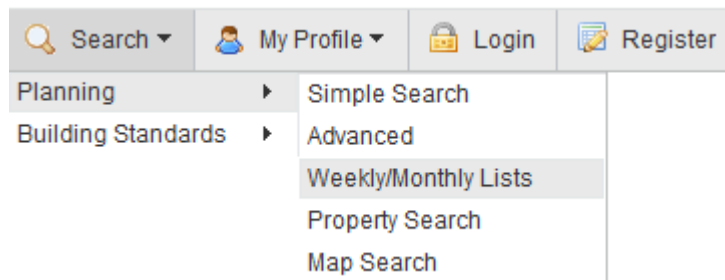 Search My Profile Login Register
Planning Simple Search
Building Standards Advanced
Weekly/Monthly Lists
Property Search
Map Search